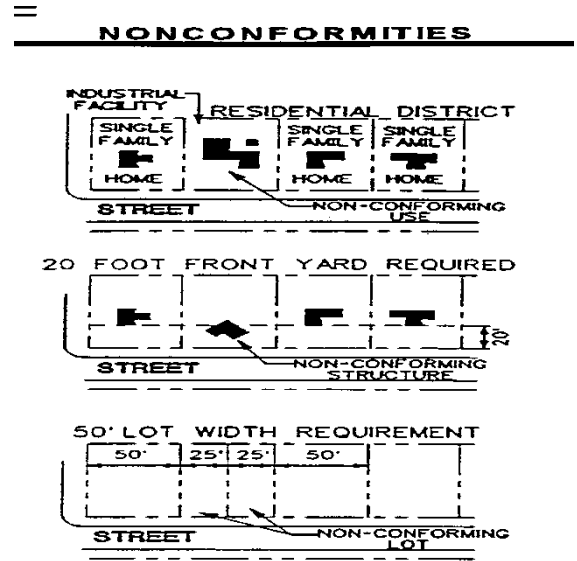 NONCONFORMITIES
INDUSTRIAL
FACILITY
RESIDENTIAL DISTRICT
SINGLE
FAMILY
HOME
SINGLE
FAMILY
HOME
SINGLE
FAMILY
HOME
STREET
NON-CONFORMING
USE
20 FOOT FRONT YARD REQUIRED
20'
STREET
NON-CONFORMING
STRUCTURE
50' LOT WIDTH REQUIREMENT
50' 25' 25' 50'
STREET
NON-CONFORMING
LOT